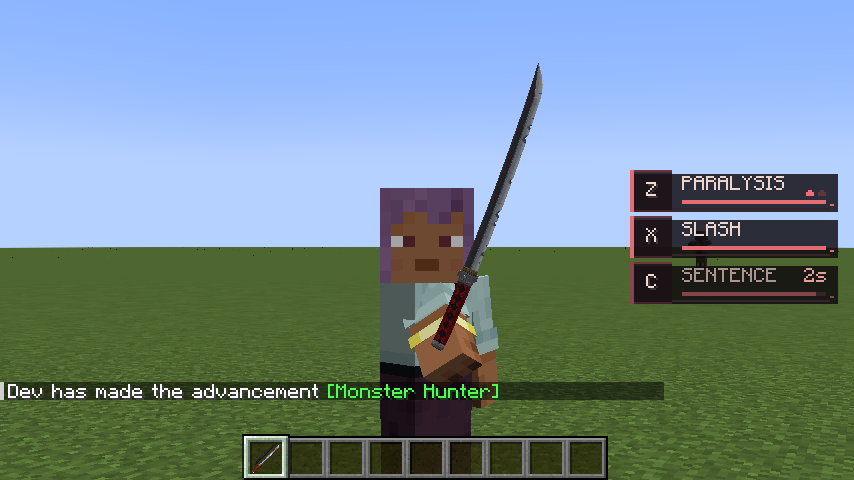 Z PARALYSIS
X SLASH
C SENTENCE 2s
Dev has made the advancement [Monster Hunter]